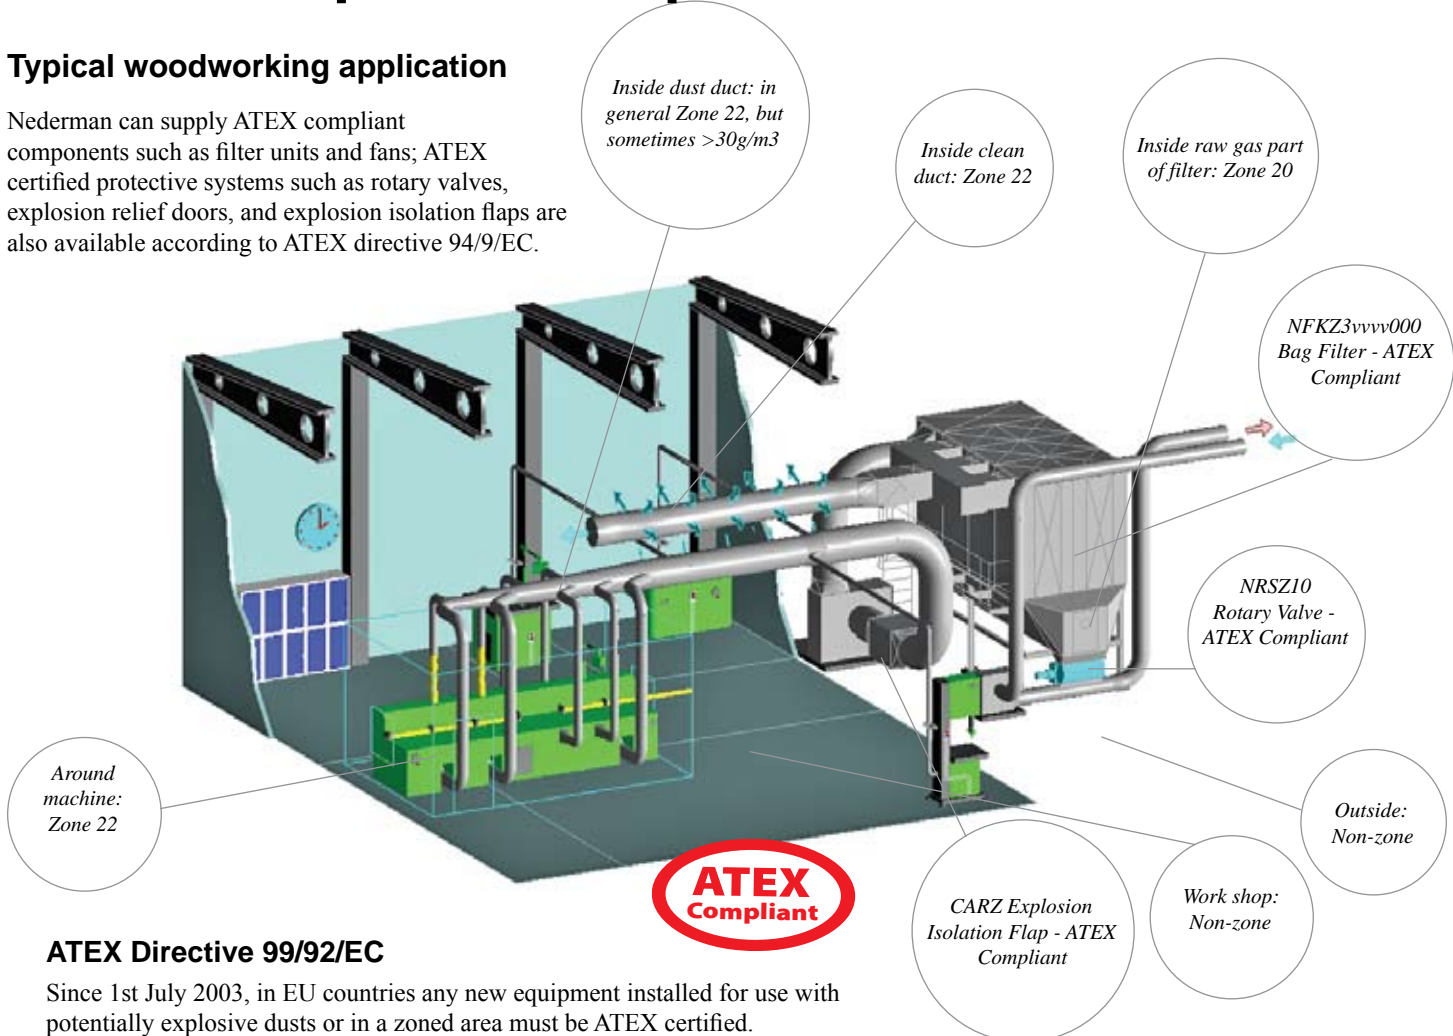 Typical woodworking application
Nederman can supply ATEX compliant
components such as filter units and fans; ATEX
certified protective systems such as rotary valves,
explosion relief doors, and explosion isolation flaps are
also available according to ATEX directive 94/9/EC.
Inside dust duct: in
general Zone 22, but
sometimes >30g/m3
Inside clean
duct: Zone 22
Inside raw gas part
of filter: Zone 20
NFKZ3vvvv000
Bag Filter - ATEX
Compliant
NRSZ10
Rotary Valve -
ATEX Compliant
Around
machine:
Zone 22
Outside:
Non-zone
Work shop:
Non-zone
CARZ Explosion
Isolation Flap - ATEX
Compliant
ATEX
Compliant
ATEX Directive 99/92/EC
Since 1st July 2003, in EU countries any new equipment installed for use with
potentially explosive dusts or in a zoned area must be ATEX certified.